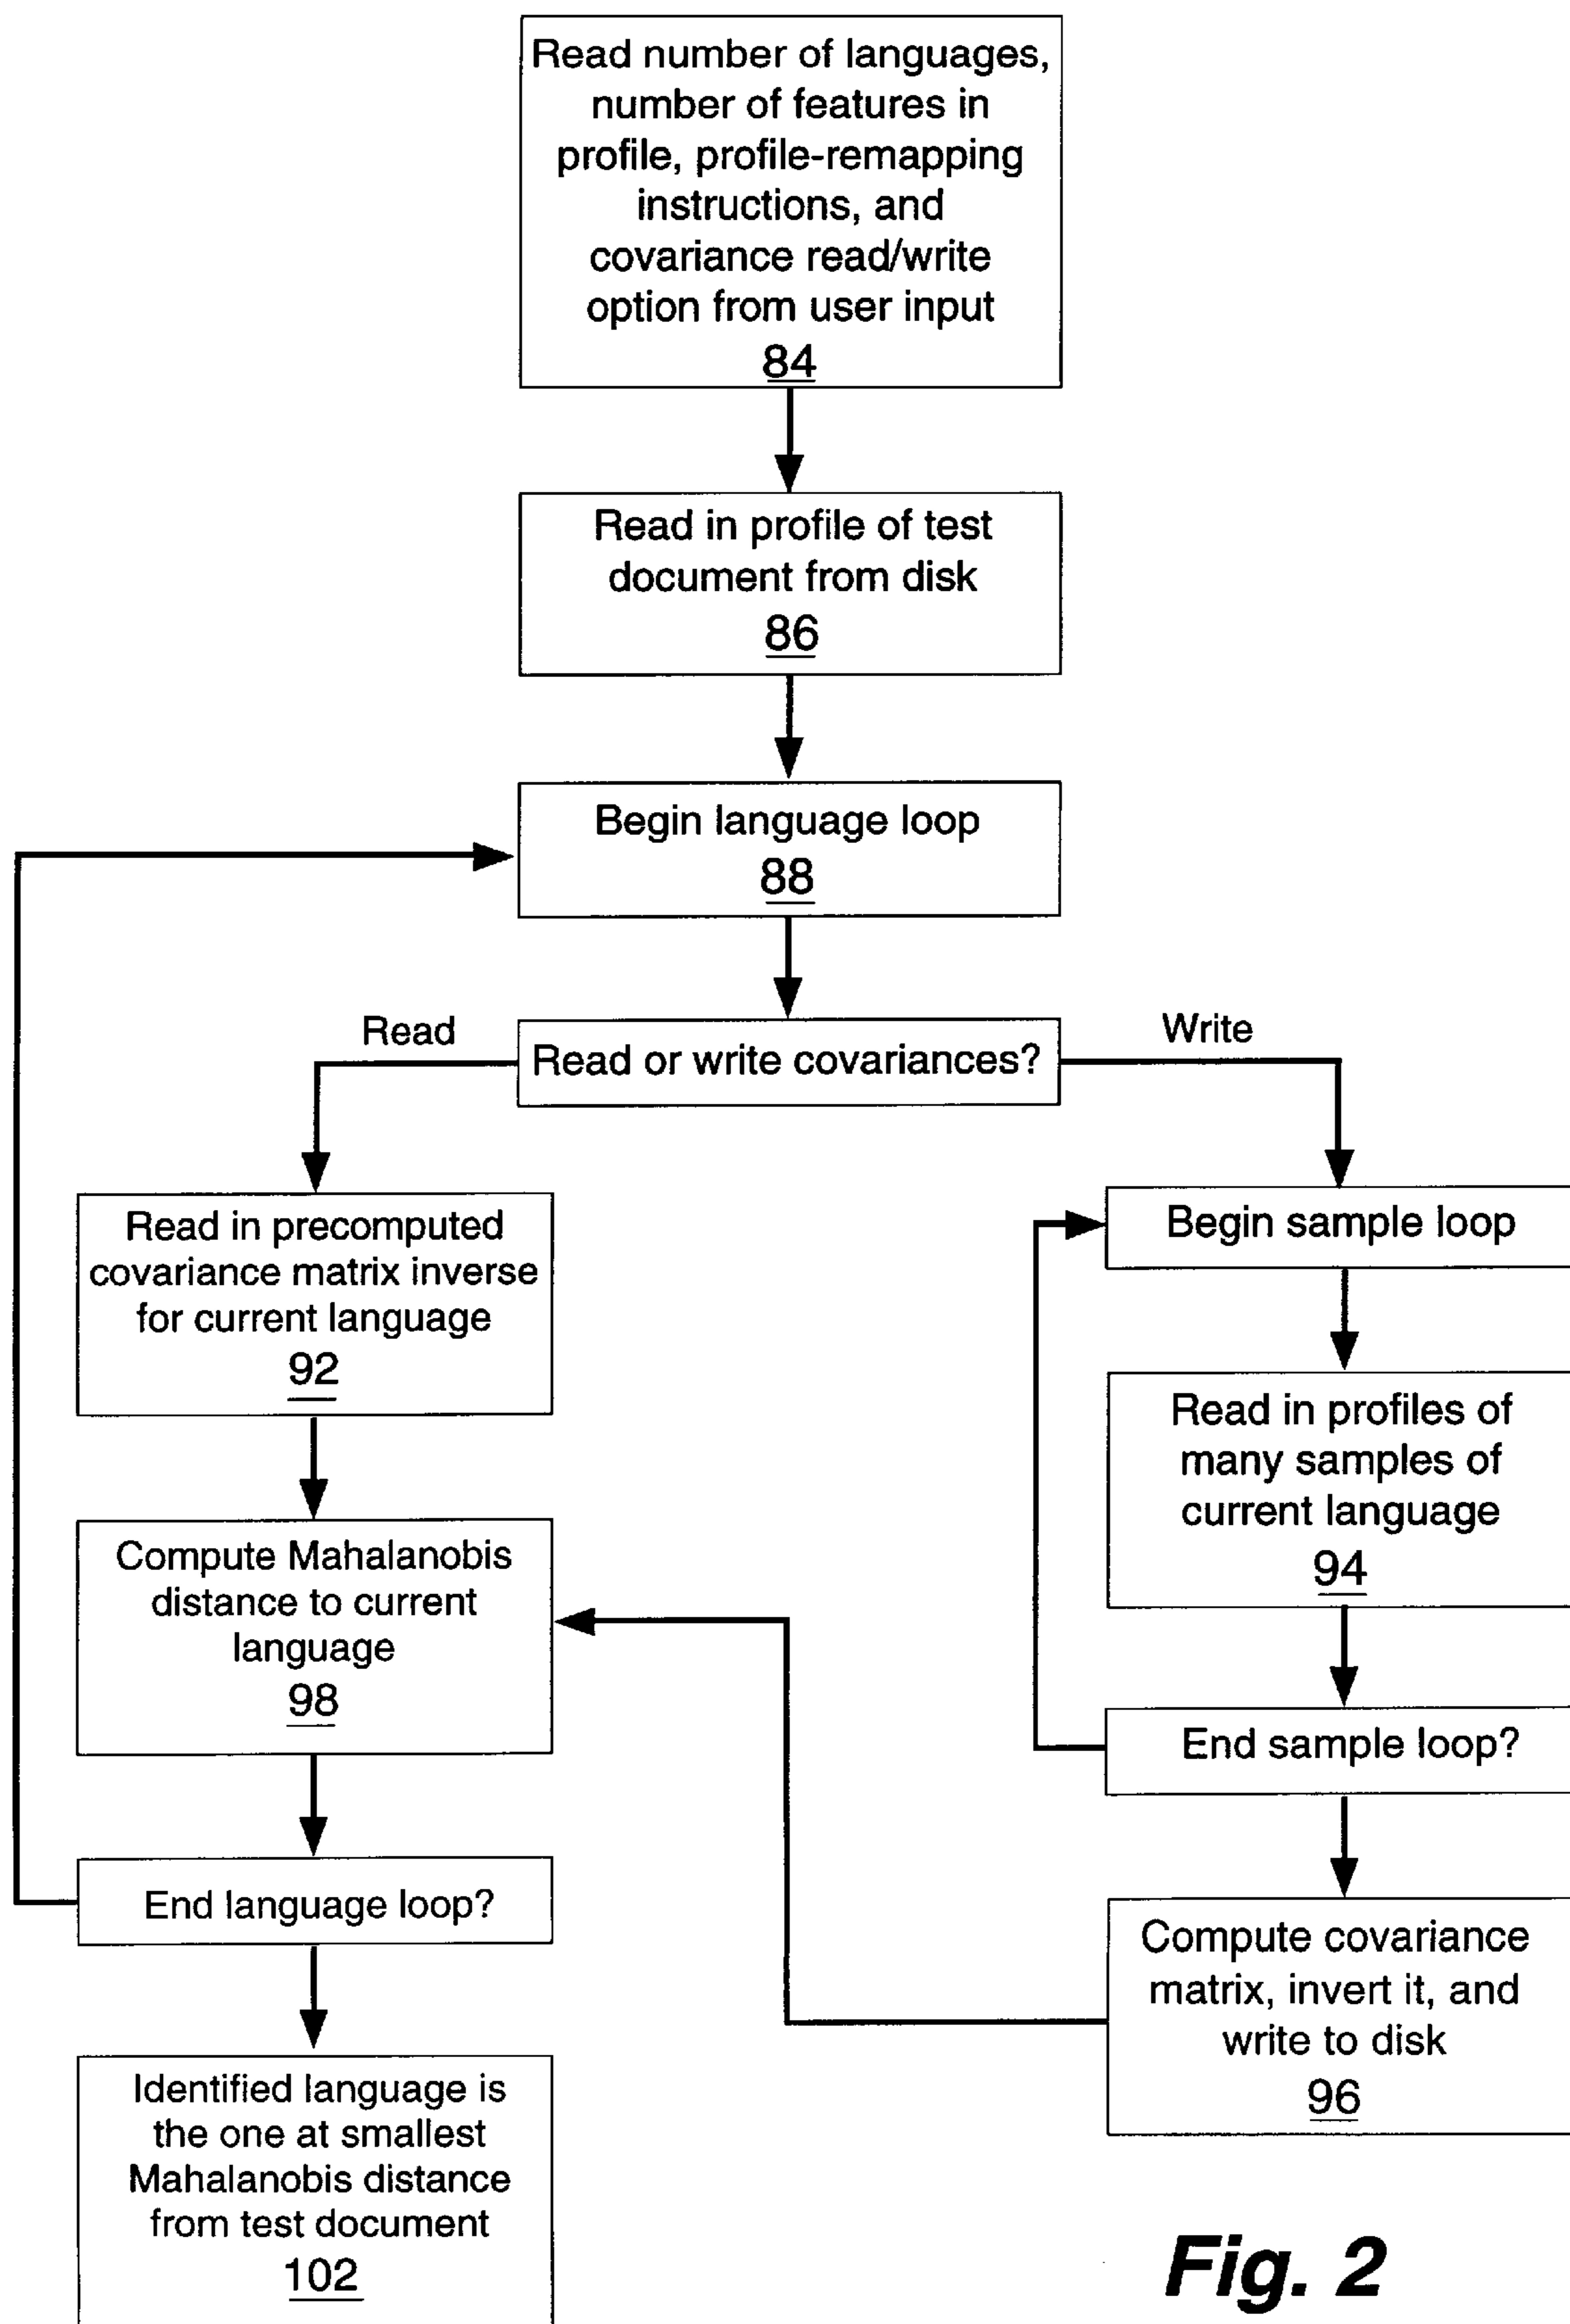 Read number of languages,
number of features in
profile, profile-remapping
instructions, and
covariance read/write
option from user input
84
Read in profile of test
document from disk
86
Begin language loop
88
Read or write covariances?
Read
Write
Read in precomputed
covariance matrix inverse
for current language
92
Compute Mahalanobis
distance to current
language
98
End language loop?
Identified language is
the one at smallest
Mahalanobis distance
from test document
102
Begin sample loop
Read in profiles of
many samples of
current language
94
End sample loop?
Compute covariance
matrix, invert it, and
write to disk
96
Fig. 2